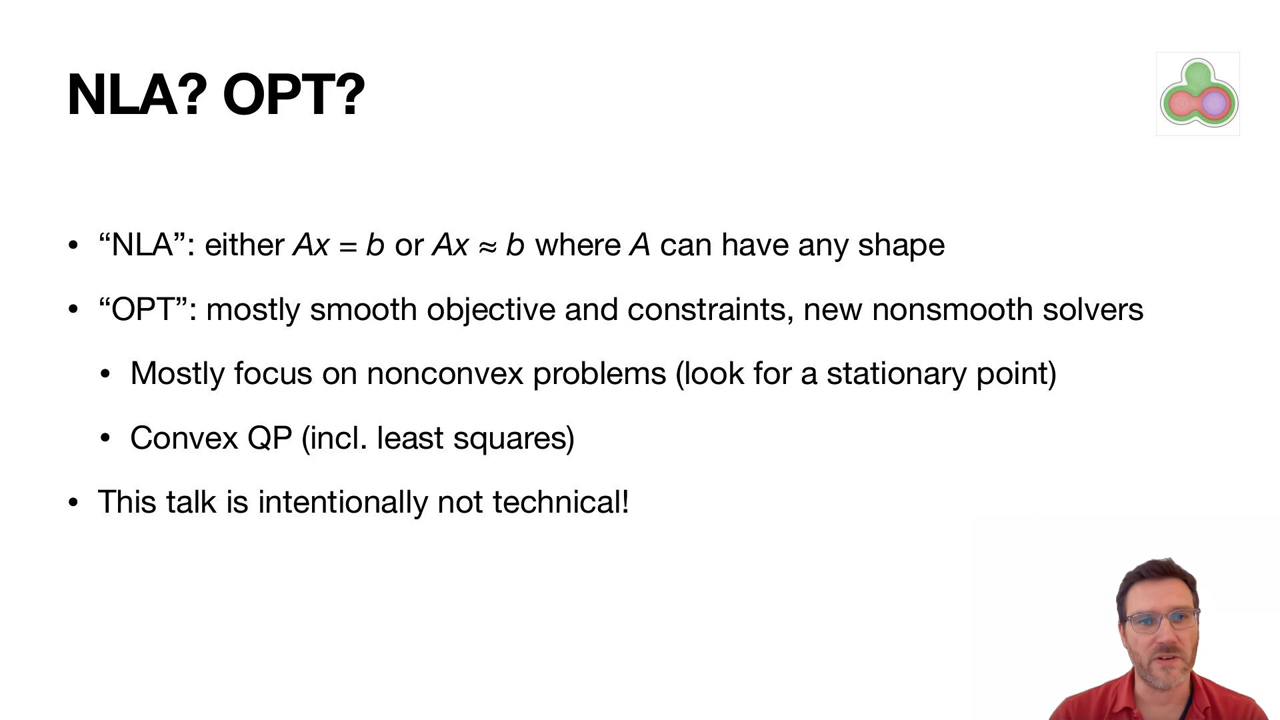 NLA? OPT?
• “NLA”: either Ax = b or Ax ≈ b where A can have any shape
• “OPT”: mostly smooth objective and constraints, new nonsmooth solvers
• Mostly focus on nonconvex problems (look for a stationary point)
• Convex QP (incl. least squares)
• This talk is intentionally not technical!